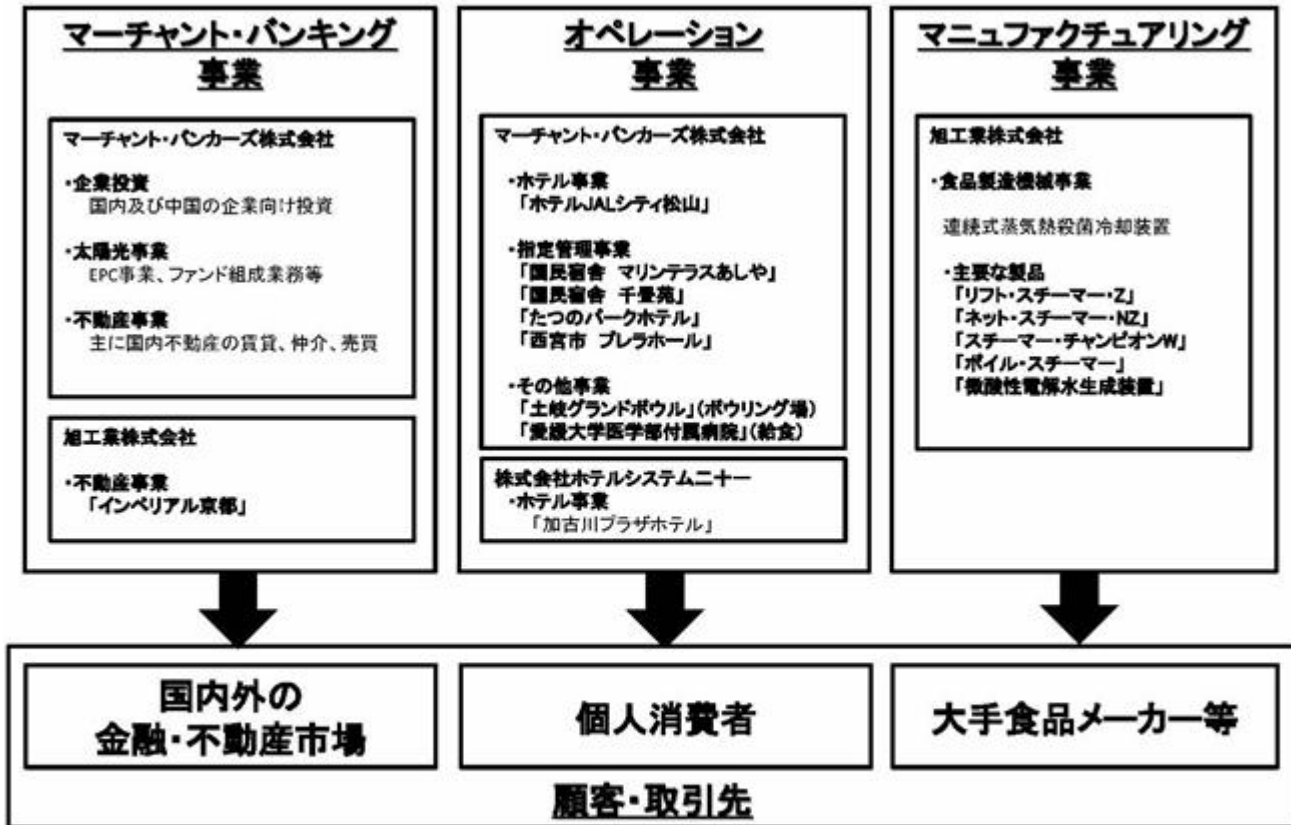 マーチャント・バンキング
事業
マーチャント・バンカーズ株式会社
・企業投資
国内及び中国の企業向け投資
・太陽光事業
EPC事業、ファンド組成業務等
・不動産事業
主に国内不動産の賃貸、仲介、売買
旭工業株式会社
・不動産事業
「インペリアル京都」
オペレーション
事業
マーチャント・バンカーズ株式会社
・ホテル事業
「ホテルJALシティ松山」
・指定管理事業
「国民宿舎 マリンテラスあしや」
「国民宿舎 千畳苑」
「たつのパークホテル」
「西宮市 プレラホール」
・その他事業
「土岐グランドボウル」(ボウリング場)
「愛媛大学医学部付属病院」(給食)
株式会社ホテルシステム二十一
・ホテル事業
「加古川プラザホテル」
マニュファクチュアリング
事業
旭工業株式会社
・食品製造機械事業
連続式蒸気熱殺菌冷却装置
・主要な製品
「リフト・スチーマー・Z」
「ネット・スチーマー・NZ」
「スチーマー・チャンピオンW」
「ボイル・スチーマー」
「微酸性電解水生成装置」
国内外の
金融・不動産市場
個人消費者
大手食品メーカー等
顧客・取引先